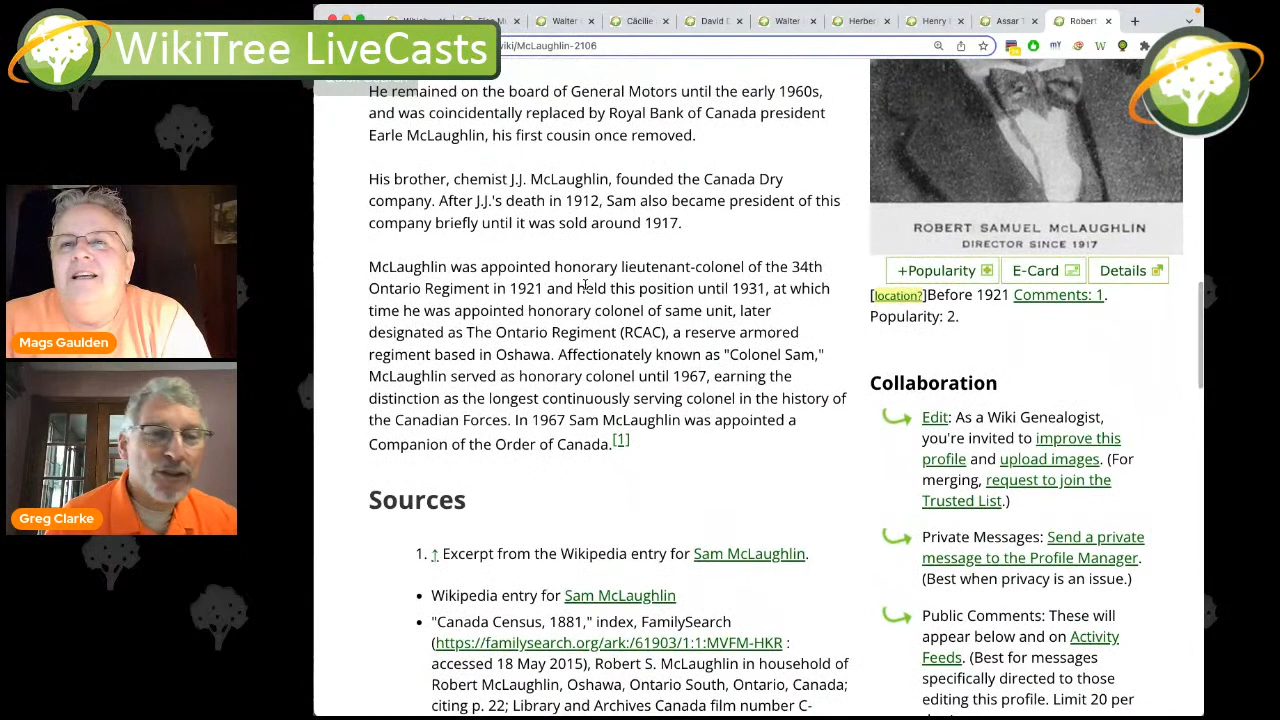 WikiTree LiveCasts
Walter
Cäcilie
David D
Walter
Herber
Henry
Assar
Robert
wiki/McLaughlin-2106
He remained on the board of General Motors until the early 1960s,
and was coincidentally replaced by Royal Bank of Canada president
Earle McLaughlin, his first cousin once removed.
His brother, chemist J.J. McLaughlin, founded the Canada Dry
company. After J.J.'s death in 1912, Sam also became president of this
company briefly until it was sold around 1917.
McLaughlin was appointed honorary lieutenant-colonel of the 34th
Ontario Regiment in 1921 and held this position until 1931, at which
time he was appointed honorary colonel of same unit, later
designated as The Ontario Regiment (RCAC), a reserve armored
regiment based in Oshawa. Affectionately known as "Colonel Sam,"
McLaughlin served as honorary colonel until 1967, earning the
distinction as the longest continuously serving colonel in the history of
the Canadian Forces. In 1967 Sam McLaughlin was appointed a
Companion of the Order of Canada.[1]
Sources
1. ↑ Excerpt from the Wikipedia entry for Sam McLaughlin.
• Wikipedia entry for Sam McLaughlin
• "Canada Census, 1881," index, FamilySearch
(https://familysearch.org/ark:/61903/1:1:MVFM-HKR :
accessed 18 May 2015), Robert S. McLaughlin in household of
Robert McLaughlin, Oshawa, Ontario South, Ontario, Canada;
citing p. 22; Library and Archives Canada film number C-
ROBERT SAMUEL McLAUGHLIN
DIRECTOR SINCE 1917
+Popularity E-Card Details
[location?]Before 1921 Comments: 1.
Popularity: 2.
Collaboration
Edit: As a Wiki Genealogist,
you're invited to improve this
profile and upload images. (For
merging, request to join the
Trusted List.)
Private Messages: Send a private
message to the Profile Manager.
(Best when privacy is an issue.)
Public Comments: These will
appear below and on Activity
Feeds. (Best for messages
specifically directed to those
editing this profile. Limit 20 per
Mags Gaulden
Greg Clarke